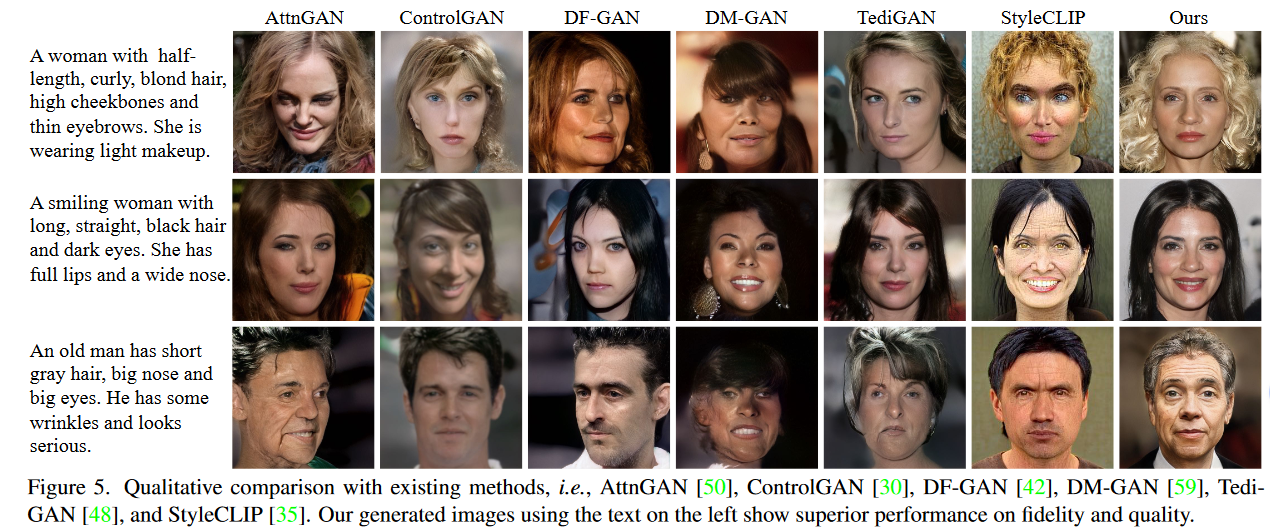 AttnGAN ControlGAN DF-GAN DM-GAN TediGAN StyleCLIP Ours
A woman with half-
length, curly, blond hair,
high cheekbones and
thin eyebrows. She is
wearing light makeup.
A smiling woman with
long, straight, black hair
and dark eyes. She has
full lips and a wide nose.
An old man has short
gray hair, big nose and
big eyes. He has some
wrinkles and looks
serious.
Figure 5. Qualitative comparison with existing methods, i.e., AttnGAN [50], ControlGAN [30], DF-GAN [42], DM-GAN [59], Tedi-
GAN [48], and StyleCLIP [35]. Our generated images using the text on the left show superior performance on fidelity and quality.